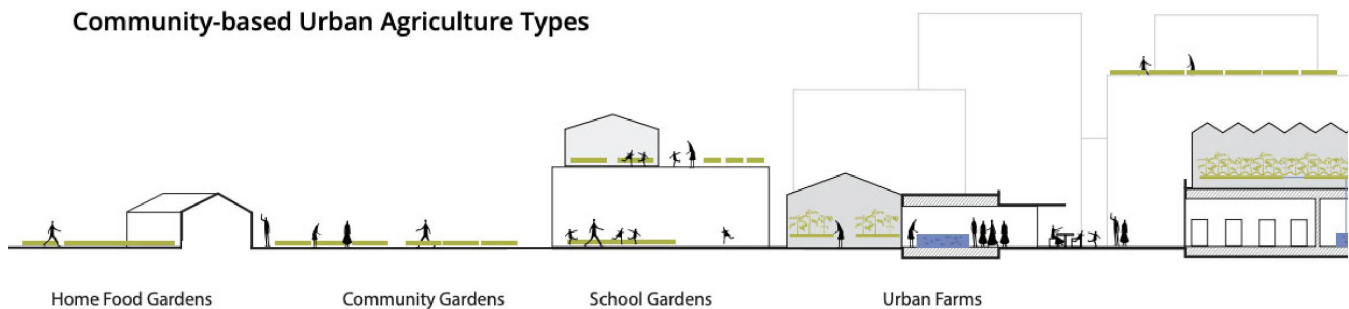 Community-based Urban Agriculture Types
Home Food Gardens
Community Gardens
School Gardens
Urban Farms